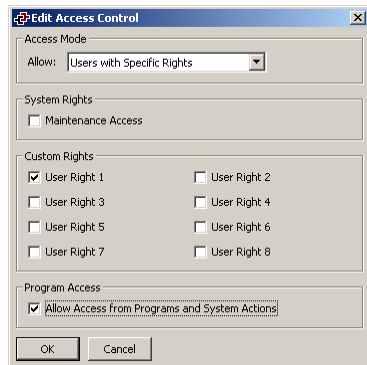 Edit Access Control
Access Mode
Allow: Users with Specific Rights
System Rights
Maintenance Access
Custom Rights
User Right 1 User Right 2
User Right 3 User Right 4
User Right 5 User Right 6
User Right 7 User Right 8
Program Access
Allow Access from Programs and System Actions
OK Cancel